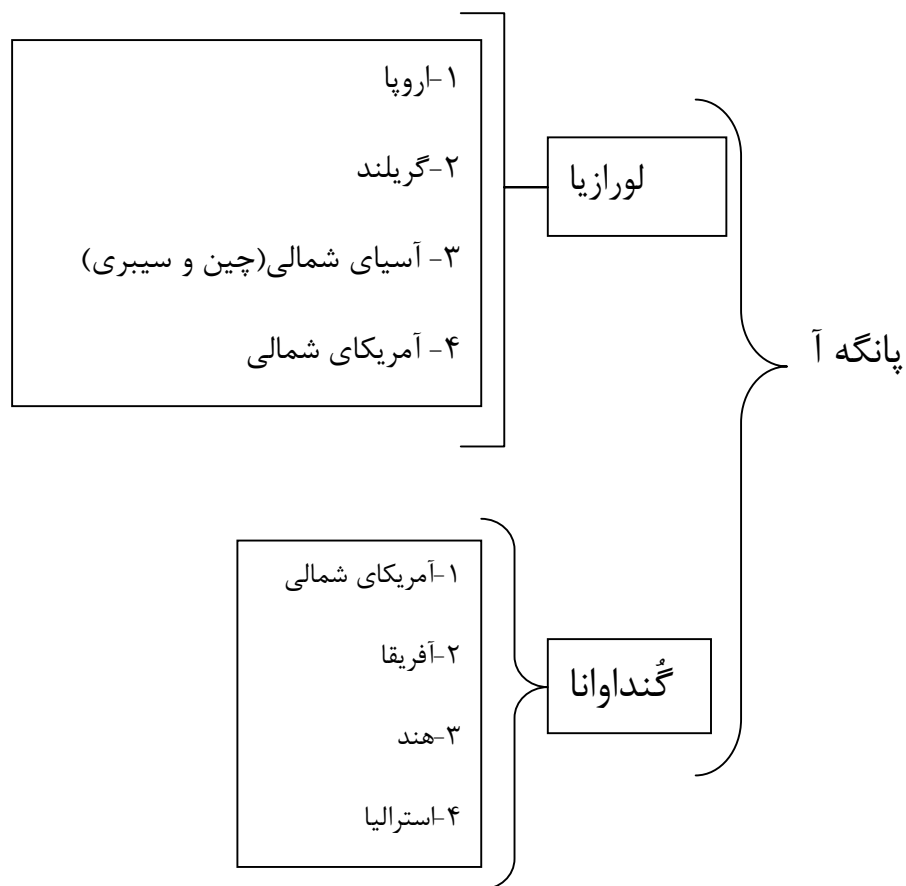 پانگه آ
لورازیا
۱-اروپا
۲-گریلند
۳- آسیای شمالی(چین و سیبری)
۴- آمریکای شمالی
گُنداوانا
۱-آمریکای شمالی
۲-آفریقا
۳-هند
۴-استرالیا